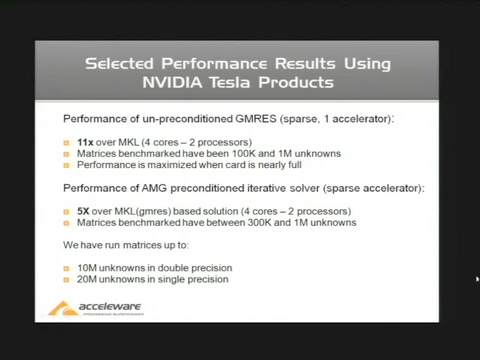 Selected Performance Results Using
NVIDIA Tesla Products
Performance of un-preconditioned GMRES (sparse, 1 accelerator):
11x over MKL (4 cores – 2 processors)
Matrices benchmarked have been 100K and 1M unknowns
Performance is maximized when card is nearly full
Performance of AMG preconditioned iterative solver (sparse accelerator):
5X over MKL(gmres) based solution (4 cores – 2 processors)
Matrices benchmarked have between 300K and 1M unknowns
We have run matrices up to:
10M unknowns in double precision
20M unknowns in single precision
acceleware